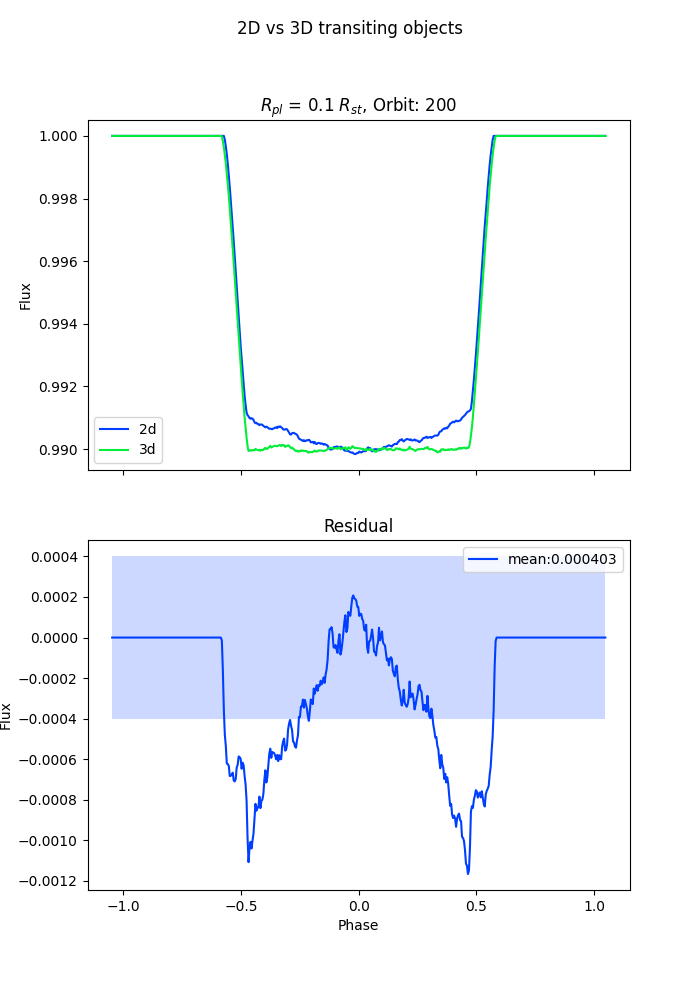 2D vs 3D transiting objects
R_pl = 0.1 R_st, Orbit: 200
1.000
0.998
0.996
0.994
0.992
0.990
Flux
2d
3d
Residual
0.0004
0.0002
0.0000
−0.0002
−0.0004
−0.0006
−0.0008
−0.0010
−0.0012
Flux
mean:0.000403
−1.0 −0.5 0.0 0.5 1.0
Phase